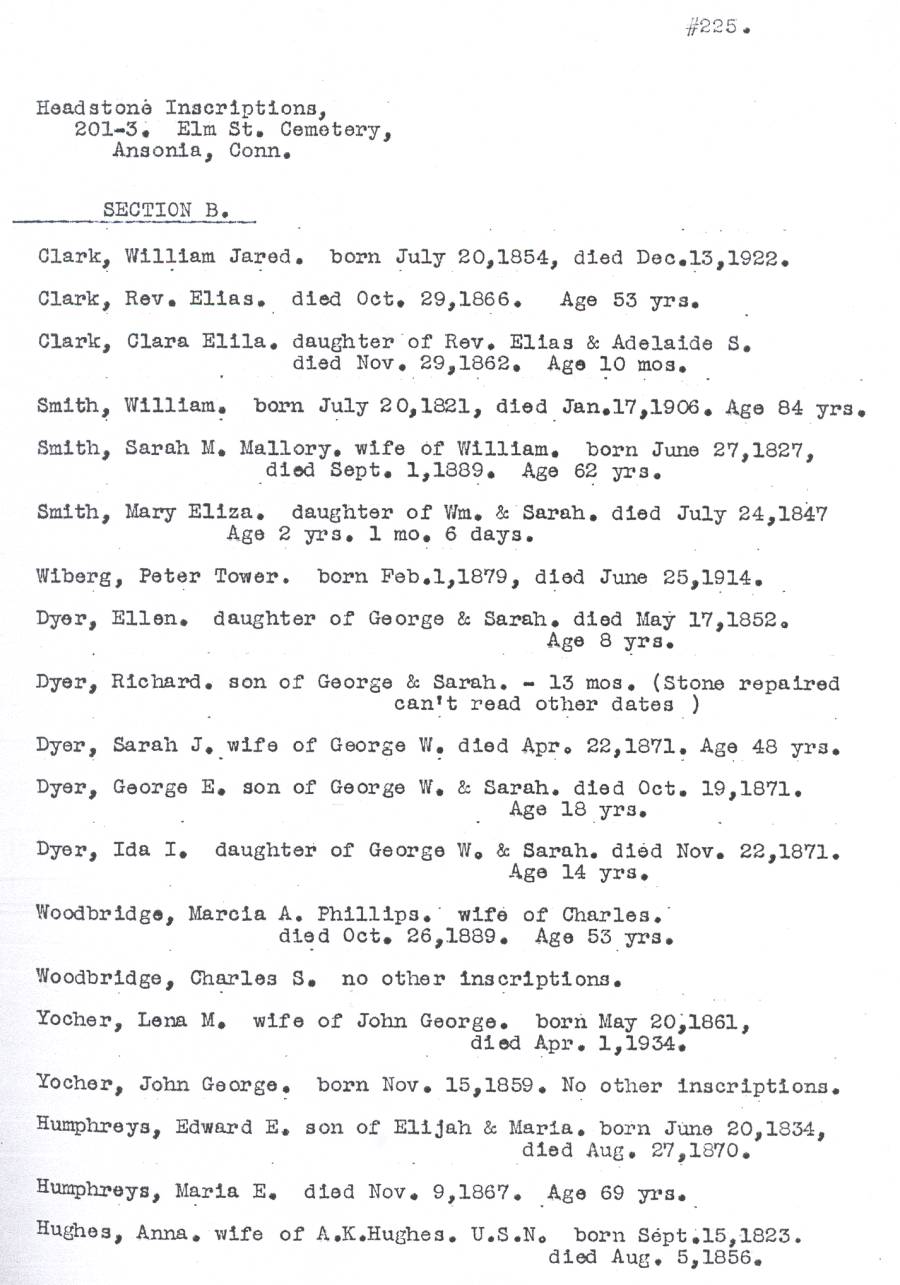 #225.
Headstone Inscriptions,
201-3. Elm St. Cemetery,
Ansonia, Conn.
SECTION B.
Clark, William Jared. born July 20,1854, died Dec.13,1922.
Clark, Rev. Elias. died Oct. 29,1866. Age 53 yrs.
Clark, Clara Elila. daughter of Rev. Elias & Adelaide S.
died Nov. 29,1862. Age 10 mos.
Smith, William. born July 20,1821, died Jan.17,1906. Age 84 yrs.
Smith, Sarah M. Mallory. wife of William. born June 27,1827,
died Sept. 1,1889. Age 62 yrs.
Smith, Mary Eliza. daughter of Wm. & Sarah. died July 24,1847
Age 2 yrs. 1 mo. 6 days.
Wiberg, Peter Tower. born Feb.1,1879, died June 25,1914.
Dyer, Ellen. daughter of George & Sarah. died May 17,1852.
Age 8 yrs.
Dyer, Richard. son of George & Sarah. - 13 mos. (Stone repaired
can't read other dates )
Dyer, Sarah J. wife of George W. died Apr. 22,1871. Age 48 yrs.
Dyer, George E. son of George W. & Sarah. died Oct. 19,1871.
Age 18 yrs.
Dyer, Ida I. daughter of George W. & Sarah. died Nov. 22,1871.
Age 14 yrs.
Woodbridge, Marcia A. Phillips. wife of Charles.
died Oct. 26,1889. Age 53 yrs.
Woodbridge, Charles S. no other inscriptions.
Yocher, Lena M. wife of John George. born May 20,1861,
died Apr. 1,1934.
Yocher, John George. born Nov. 15,1859. No other inscriptions.
Humphreys, Edward E. son of Elijah & Maria. born June 20,1834,
died Aug. 27,1870.
Humphreys, Maria E. died Nov. 9,1867. Age 69 yrs.
Hughes, Anna. wife of A.K.Hughes. U.S.N. born Sept.15,1823.
died Aug. 5,1856.